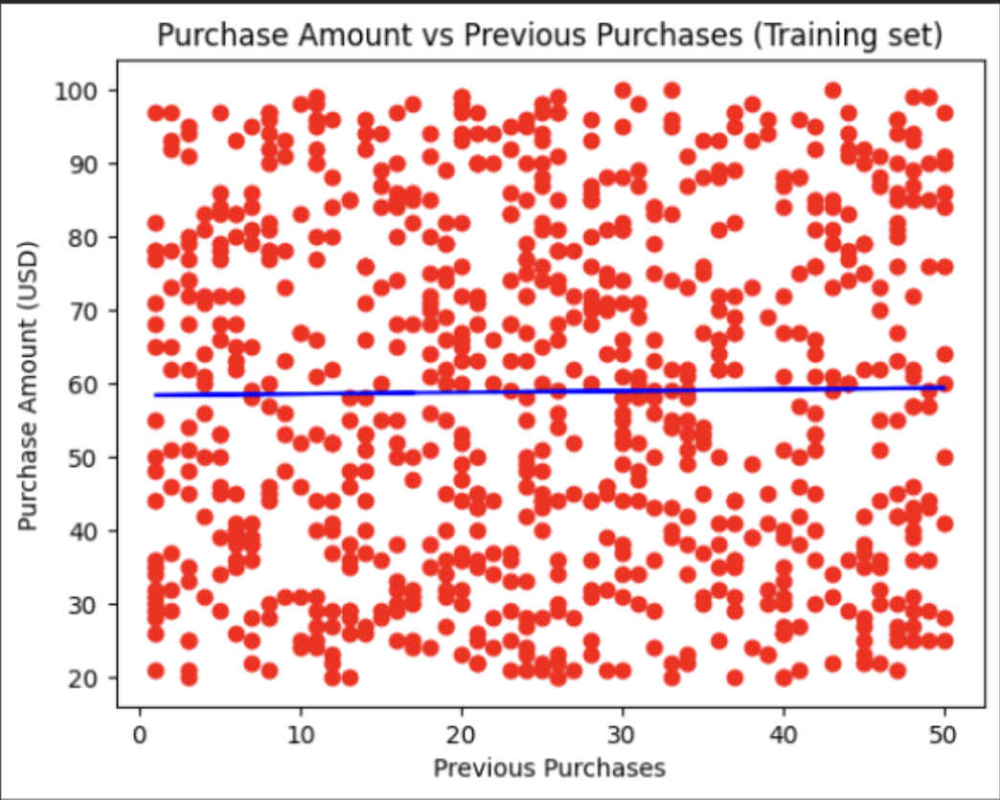 Purchase Amount vs Previous Purchases (Training set)
Purchase Amount (USD)
100
90
80
70
60
50
40
30
20
0 10 20 30 40 50
Previous Purchases